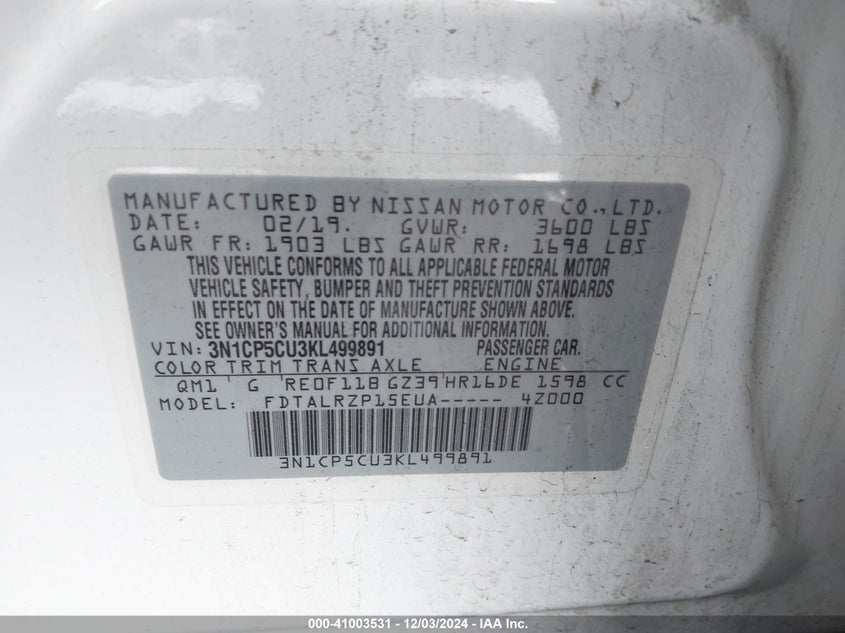 MANUFACTURED BY NISSAN MOTOR CO.,LTD.
DATE: 02/19. GVWR: 3600 LBS
GAWR FR: 1903 LBS GAWR RR: 1698 LBS
THIS VEHICLE CONFORMS TO ALL APPLICABLE FEDERAL MOTOR
VEHICLE SAFETY, BUMPER AND THEFT PREVENTION STANDARDS
IN EFFECT ON THE DATE OF MANUFACTURE SHOWN ABOVE.
SEE OWNER'S MANUAL FOR ADDITIONAL INFORMATION.
VIN: 3N1CP5CU3KL499891 PASSENGER CAR.
COLOR TRIM TRANS AXLE ENGINE
QM1 G RE0F11B GZ39 HR16DE 1598 CC
MODEL: FDTALRZP15EUA----- 4Z000
3N1CP5CU3KL499891
000-41003531 - 12/03/2024 - IAA Inc.